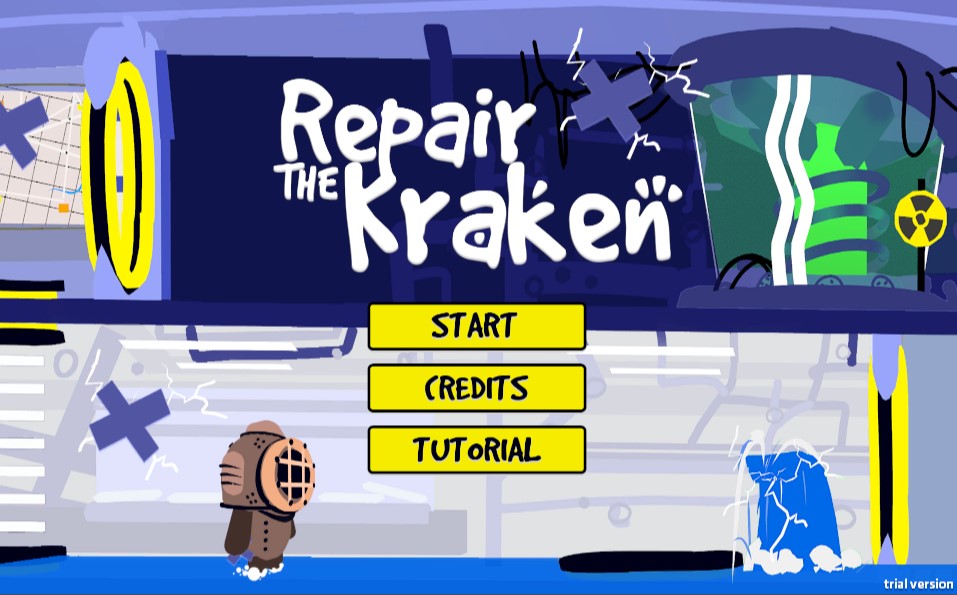 Repair
THE
Kraken
START
CREDITS
TUTORIAL
trial version